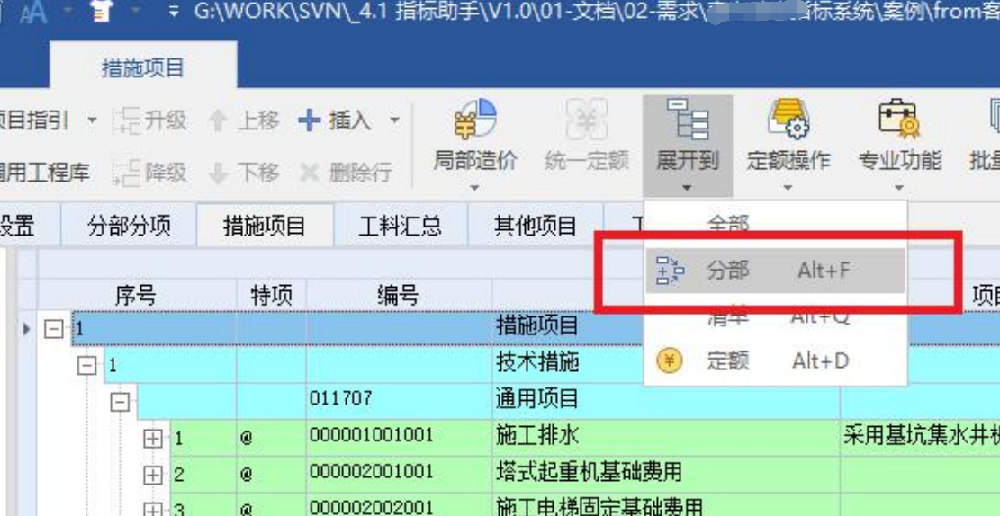 G:\WORK\SVN\_4.1 指标助手\V1.0\01-文档\02-需求\ 指标系统\案例\from客
措施项目
项目指引 升级 上移 插入
调用工程库 降级 下移 删除行
局部造价 统一定额 展开到 定额操作 专业功能 批量
设置 分部分项 措施项目 工料汇总 其他项目
全部
分部 Alt+F
清单 Alt+Q
定额 Alt+D
序号 特项 编号 项目
1 措施项目
1 技术措施
011707 通用项目
1 @ 000001001001 施工排水 采用基坑集水井
2 @ 000002001001 塔式起重机基础费用
3 @ 000002002001 施工电梯固定基础费用